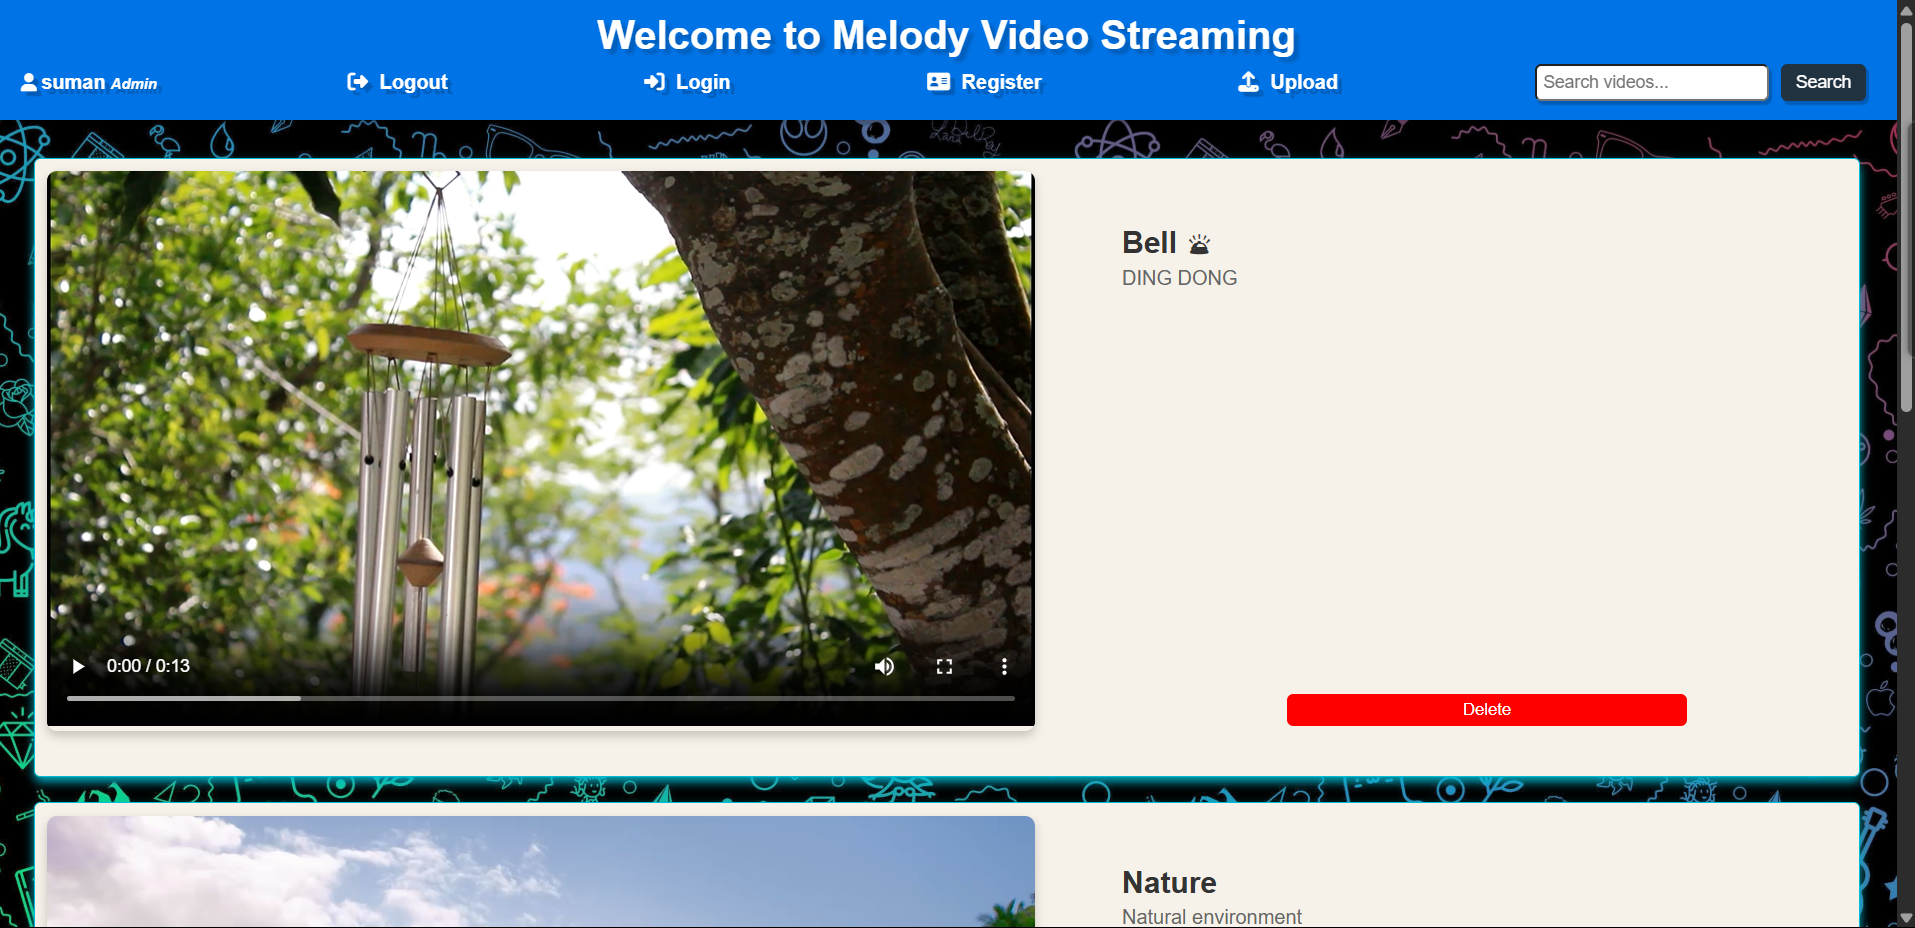 Welcome to Melody Video Streaming
suman Admin
Logout
Login
Register
Upload
Search videos...
Search
Bell
DING DONG
0:00 / 0:13
Delete
Nature
Natural environment